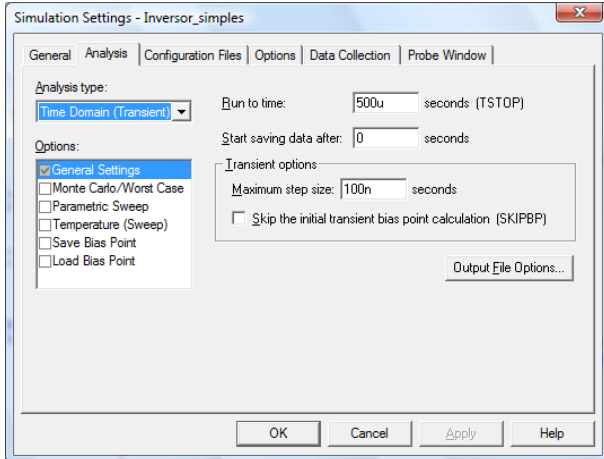 Simulation Settings - Inversor_simples
General Analysis Configuration Files Options Data Collection Probe Window
Analysis type:
Time Domain (Transient)
Options:
General Settings
Monte Carlo/Worst Case
Parametric Sweep
Temperature (Sweep)
Save Bias Point
Load Bias Point
Run to time: 500u seconds (TSTOP)
Start saving data after: 0 seconds
Transient options
Maximum step size: 100n seconds
Skip the initial transient bias point calculation (SKIPBP)
Output File Options...
OK Cancel Apply Help